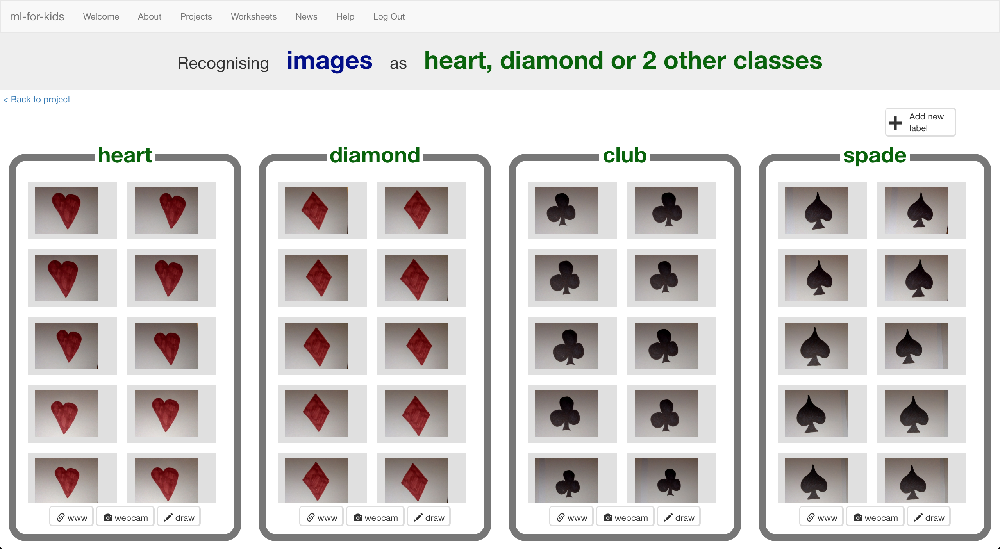 ml-for-kids Welcome About Projects Worksheets News Help Log Out
Recognising images as heart, diamond or 2 other classes
< Back to project
Add new
label
heart diamond club spade
www webcam draw www webcam draw www webcam draw www webcam draw